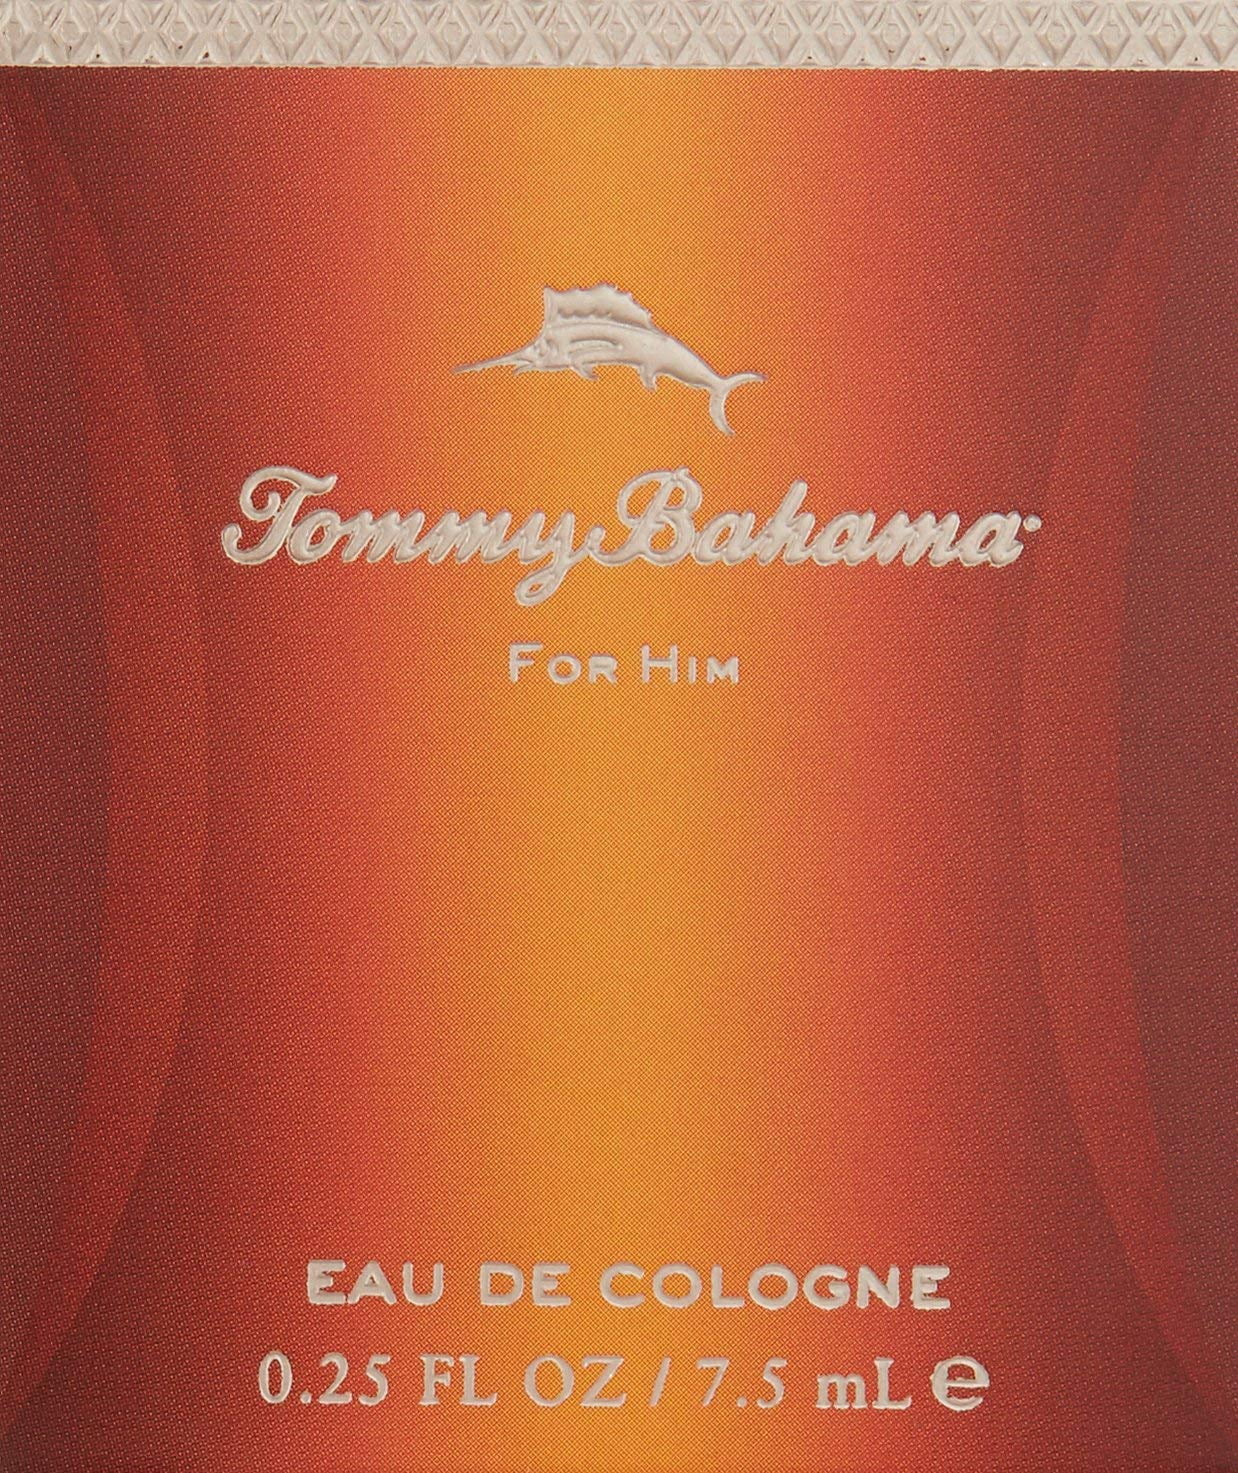 Tommy Bahama
FOR HIM
EAU DE COLOGNE
0.25 FL OZ / 7.5 mL ℮